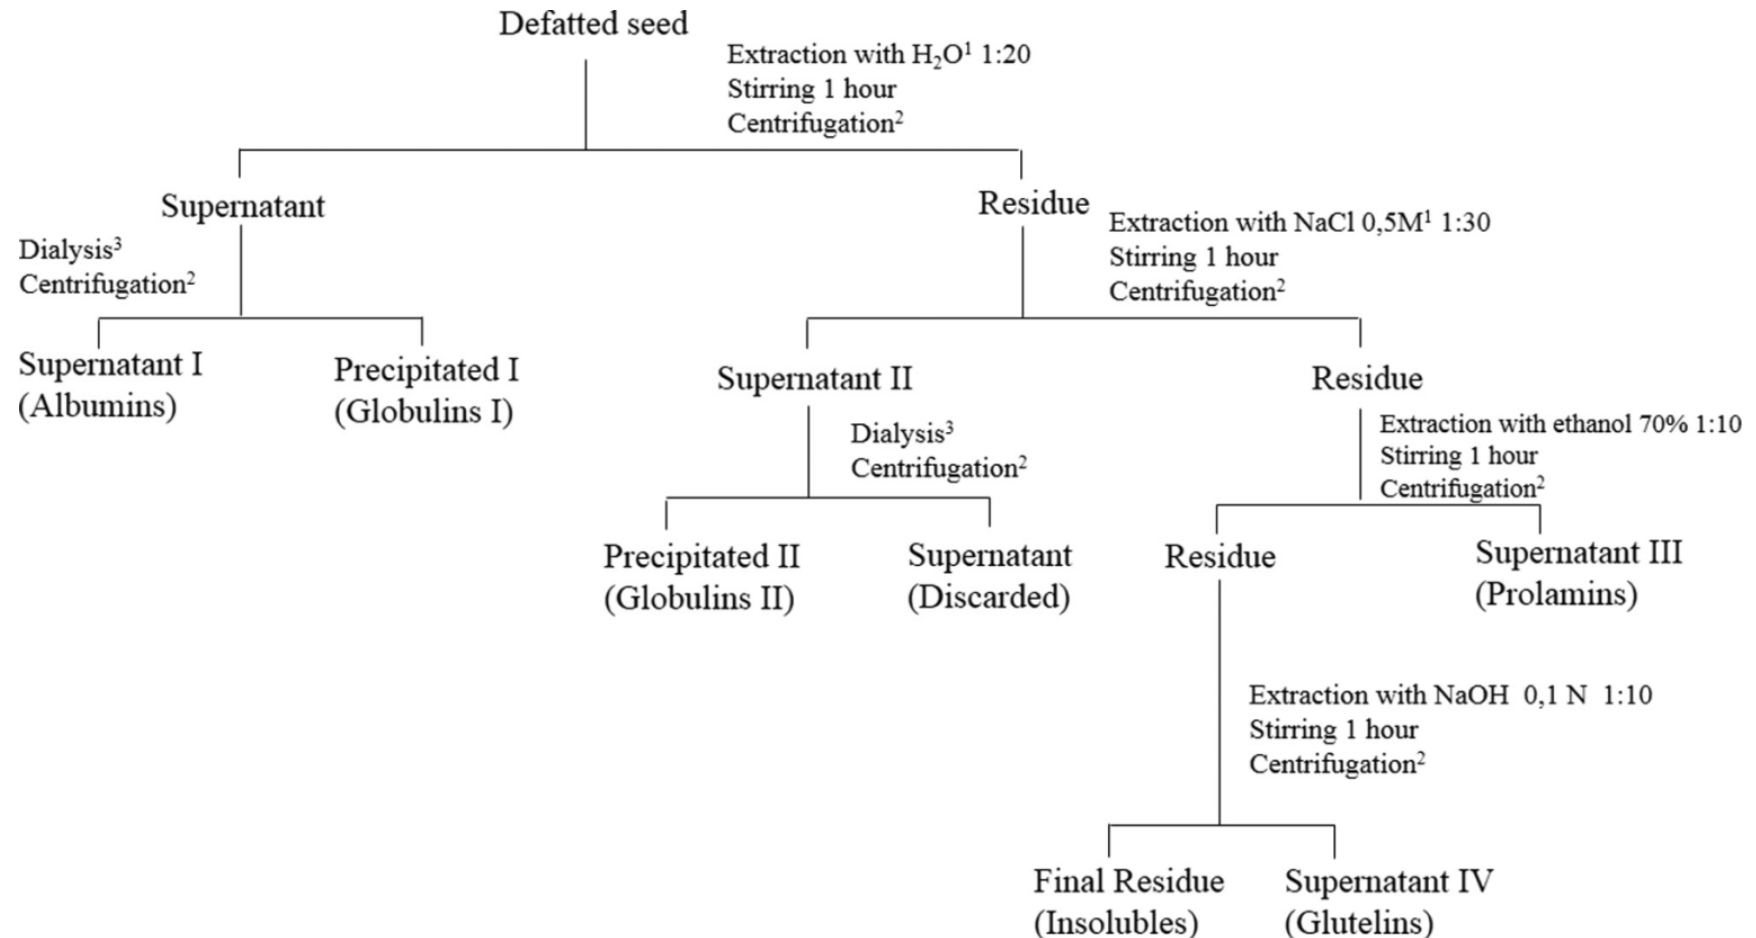 Defatted seed
Extraction with H₂O¹ 1:20
Stirring 1 hour
Centrifugation²
Supernatant
Residue
Dialysis³
Centrifugation²
Extraction with NaCl 0,5M¹ 1:30
Stirring 1 hour
Centrifugation²
Supernatant I
(Albumins)
Precipitated I
(Globulins I)
Supernatant II
Residue
Dialysis³
Centrifugation²
Extraction with ethanol 70% 1:10
Stirring 1 hour
Centrifugation²
Precipitated II
(Globulins II)
Supernatant
(Discarded)
Residue
Supernatant III
(Prolamins)
Extraction with NaOH 0,1 N 1:10
Stirring 1 hour
Centrifugation²
Final Residue
(Insolubles)
Supernatant IV
(Glutelins)